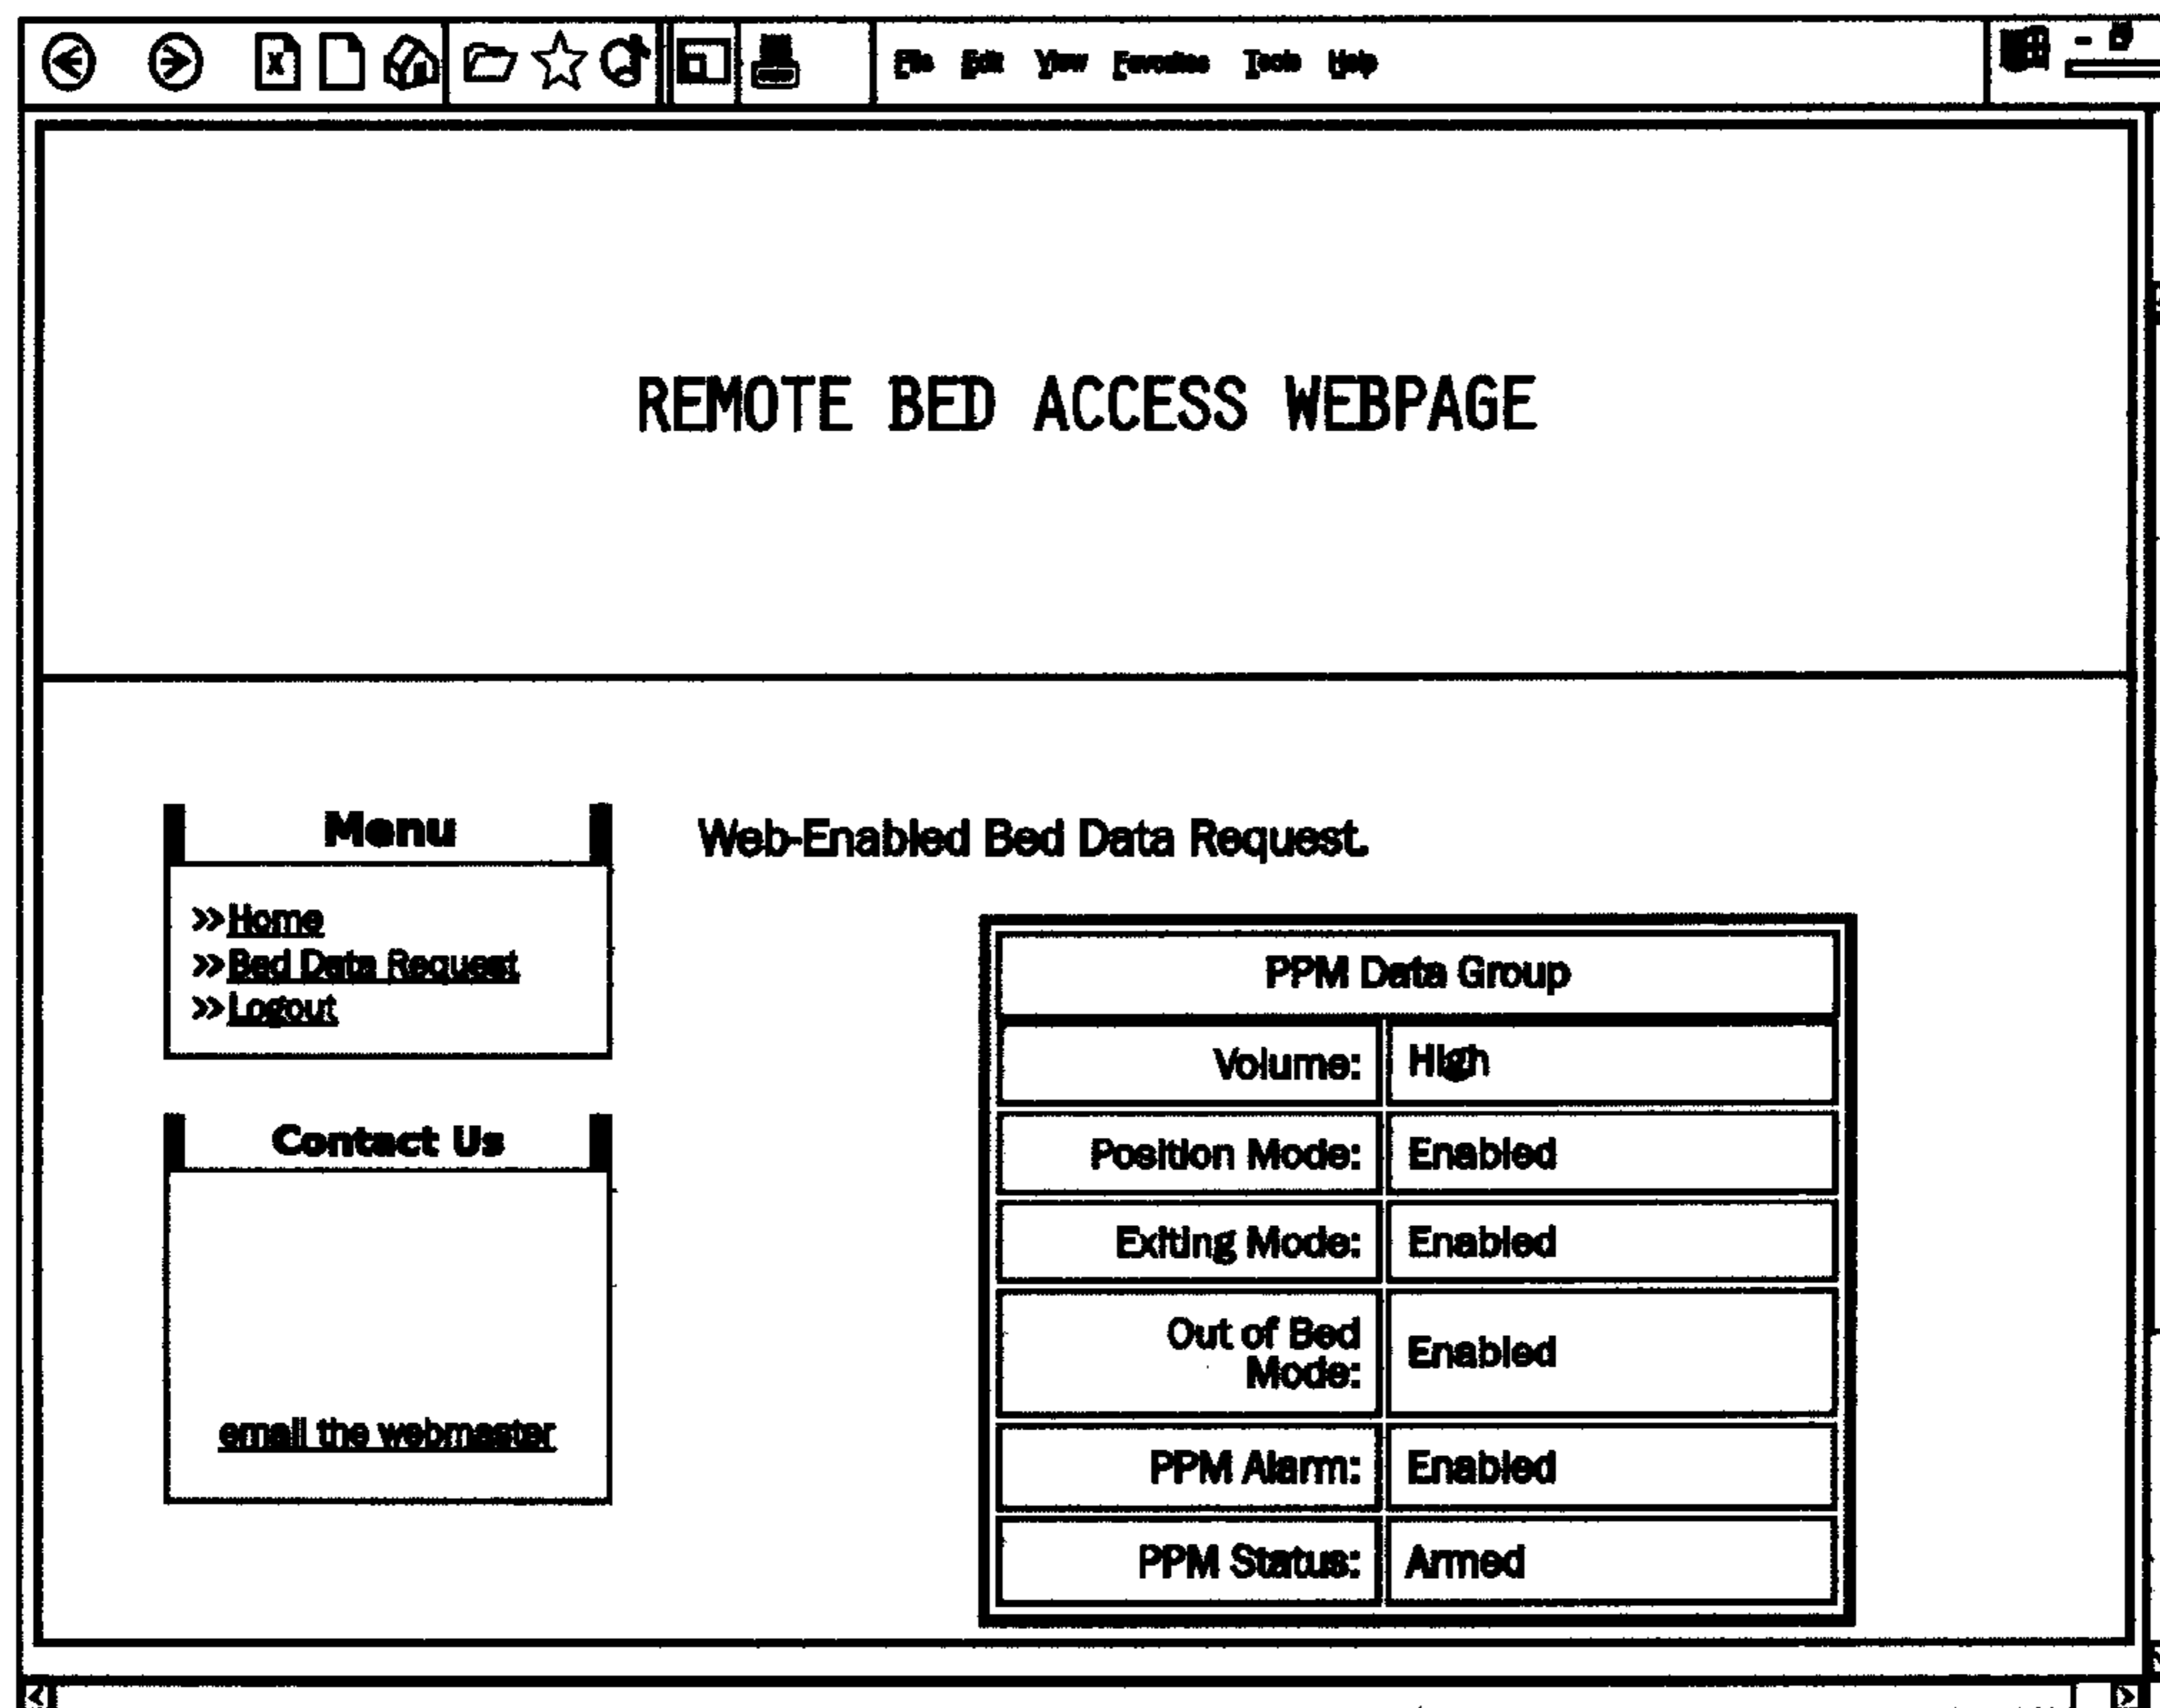 File Edit View Favorites Tools Help
REMOTE BED ACCESS WEBPAGE
Menu
>>Home
>>Bed Data Request
>>Logout
Contact Us
email the webmaster
Web-Enabled Bed Data Request.
PPM Data Group
Volume: High
Position Mode: Enabled
Exiting Mode: Enabled
Out of Bed
Mode: Enabled
PPM Alarm: Enabled
PPM Status: Armed